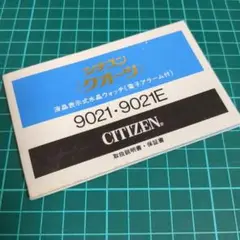 シチズン
クオーツ
液晶表示式水晶ウォッチ(電子アラーム付)
9021・9021E
CITIZEN®
取扱説明書・保証書